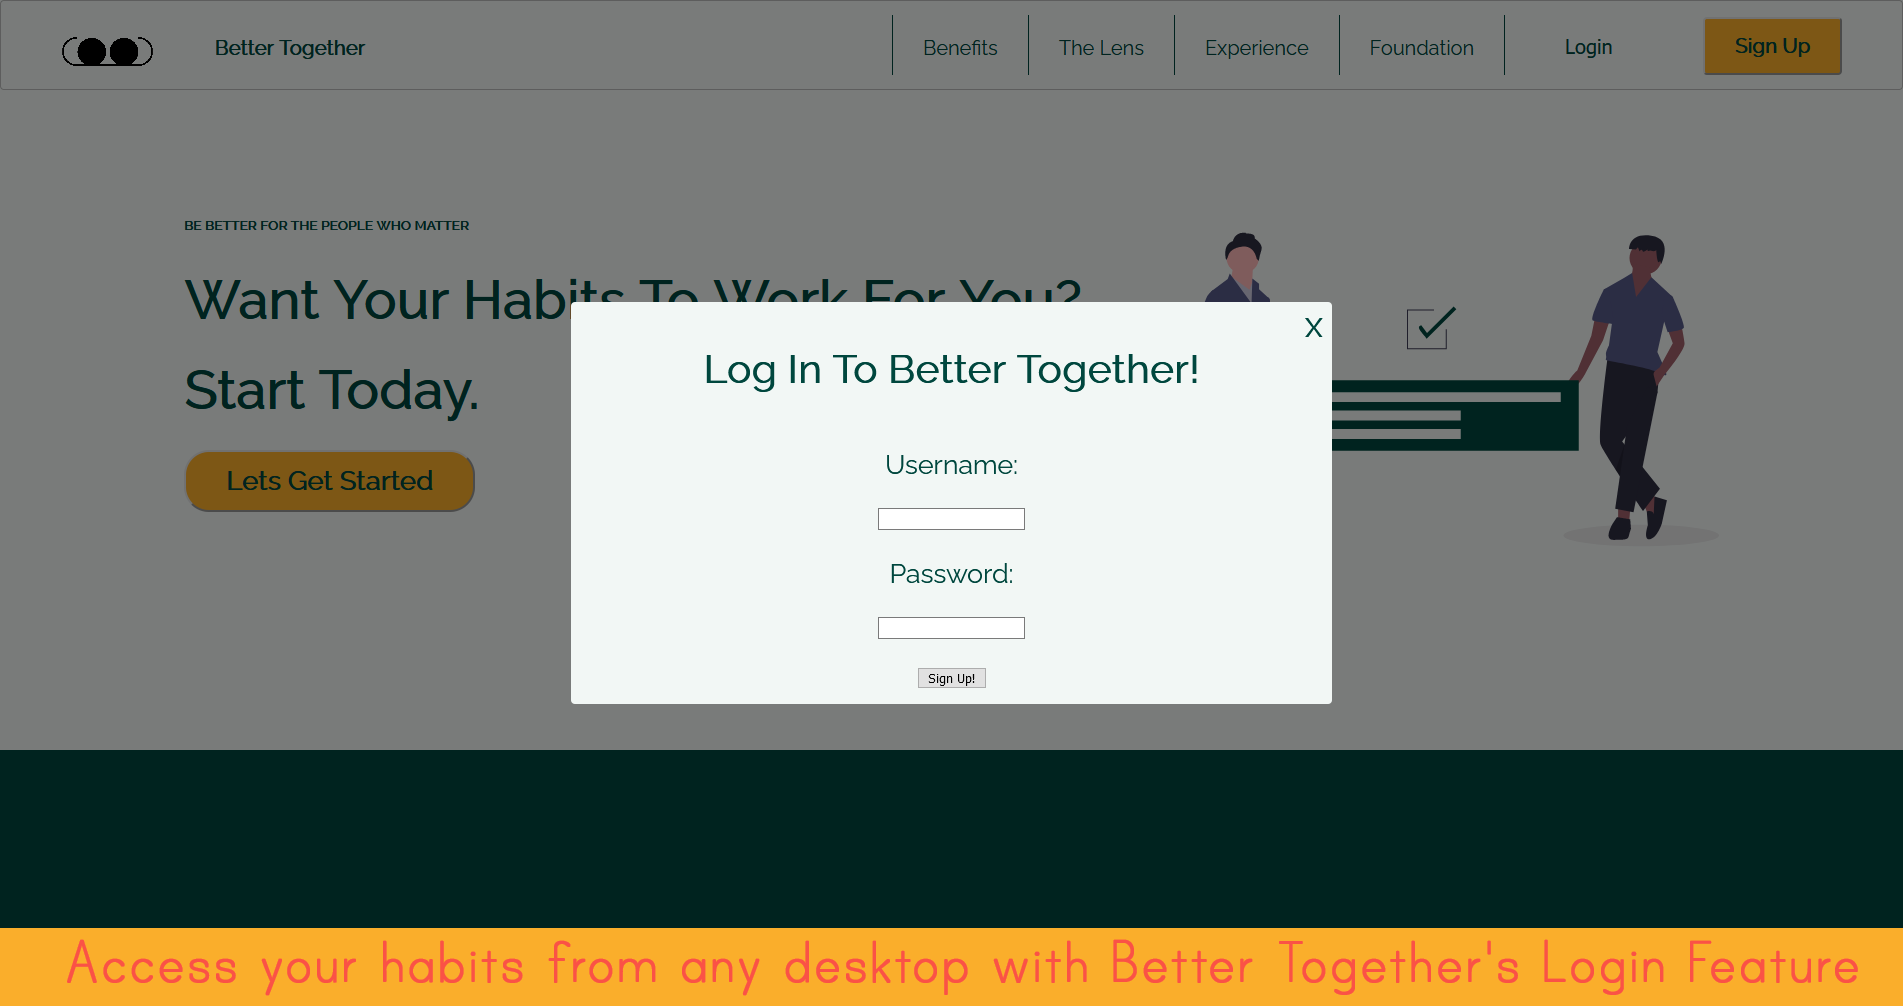 Better Together
Benefits
The Lens
Experience
Foundation
Login
Sign Up
BE BETTER FOR THE PEOPLE WHO MATTER
Want Your Habits To Work For You?
Start Today.
Lets Get Started
X
Log In To Better Together!
Username:
Password:
Sign Up!
Access your habits from any desktop with Better Together's Login Feature